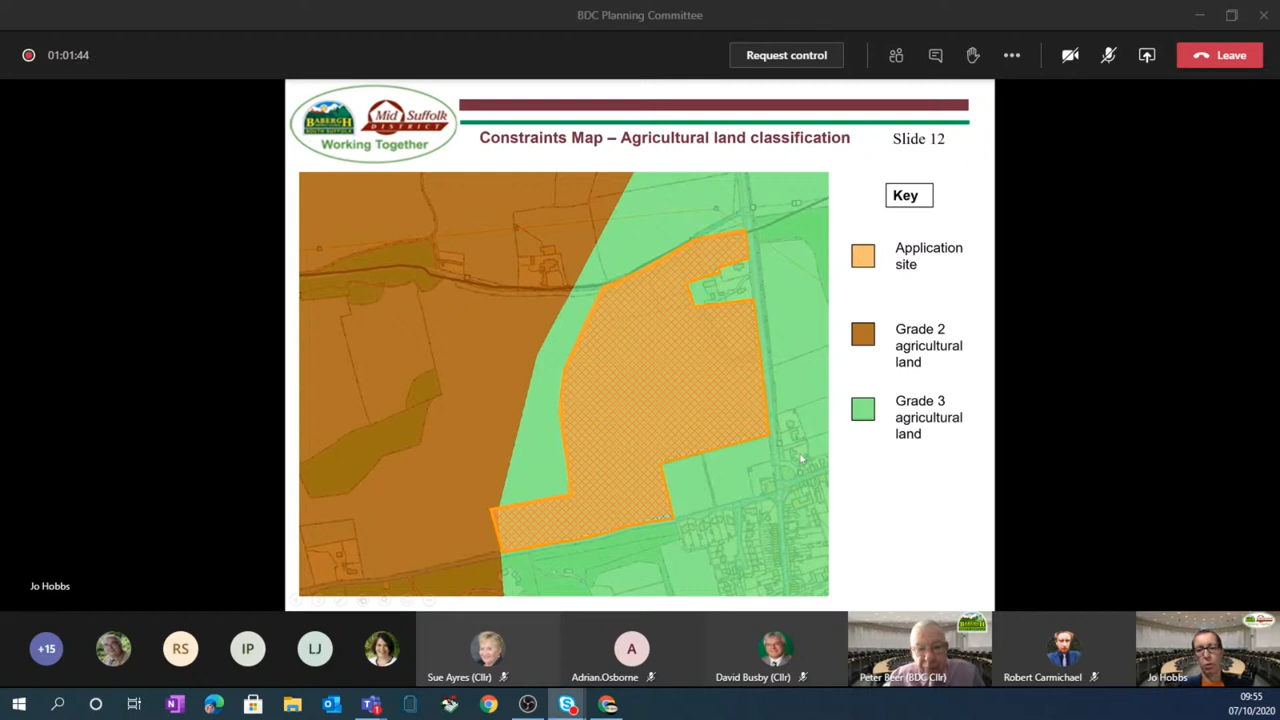 BDC Planning Committee
01:01:44
Request control
Leave
BABERGH
SOUTH SUFFOLK
Mid Suffolk
DISTRICT
Working Together
Constraints Map – Agricultural land classification
Slide 12
Key
Application
site
Grade 2
agricultural
land
Grade 3
agricultural
land
Jo Hobbs
+15
RS
IP
LJ
Sue Ayres (Cllr)
A
Adrian.Osborne
David Busby (Cllr)
Peter Beer (BDC Cllr)
Robert Carmichael
Jo Hobbs
09:55
07/10/2020